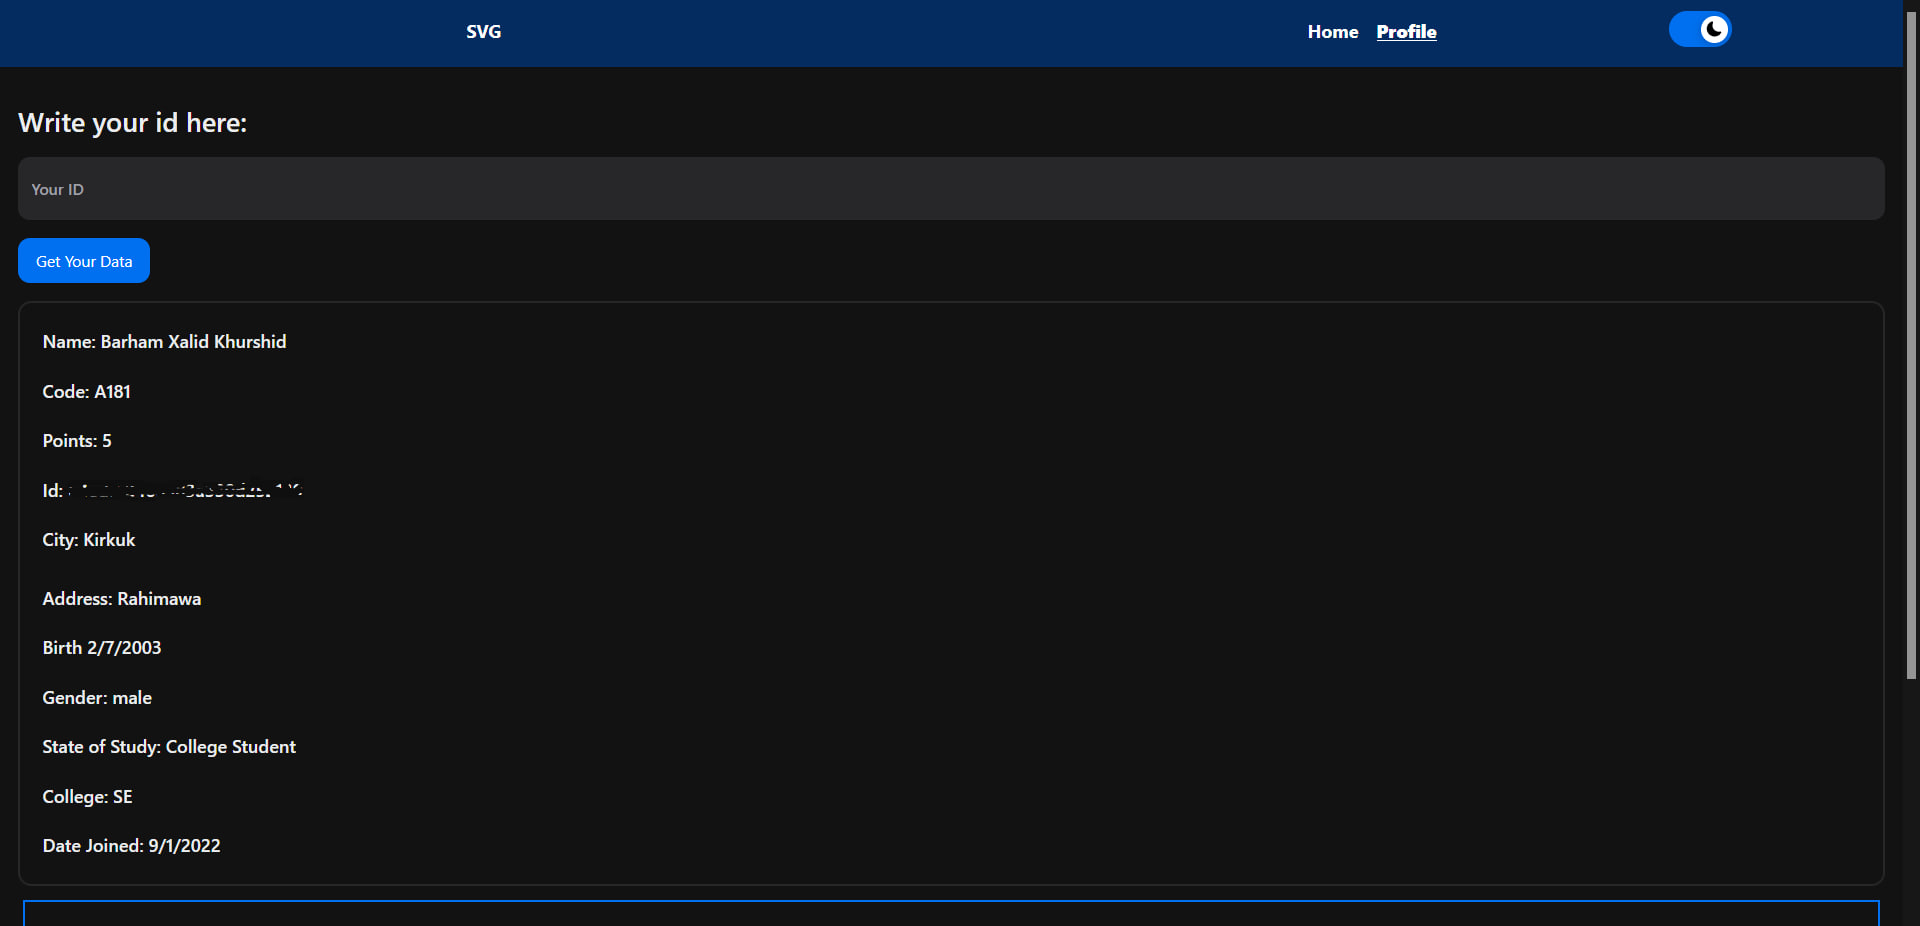 SVG
Home Profile
Write your id here:
Your ID
Get Your Data
Name: Barham Xalid Khurshid
Code: A181
Points: 5
Id:
City: Kirkuk
Address: Rahimawa
Birth 2/7/2003
Gender: male
State of Study: College Student
College: SE
Date Joined: 9/1/2022